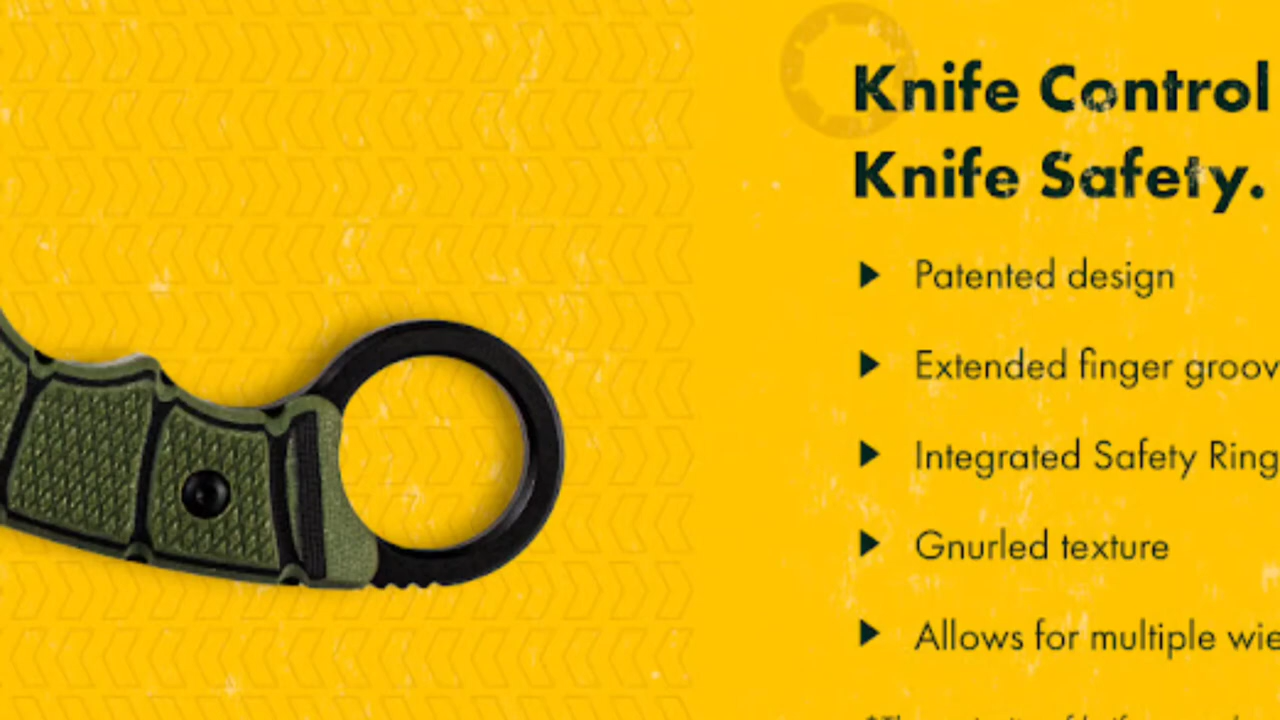 Knife Control
Knife Safety.
Patented design
Extended finger groov
Integrated Safety Ring
Gnurled texture
Allows for multiple wie